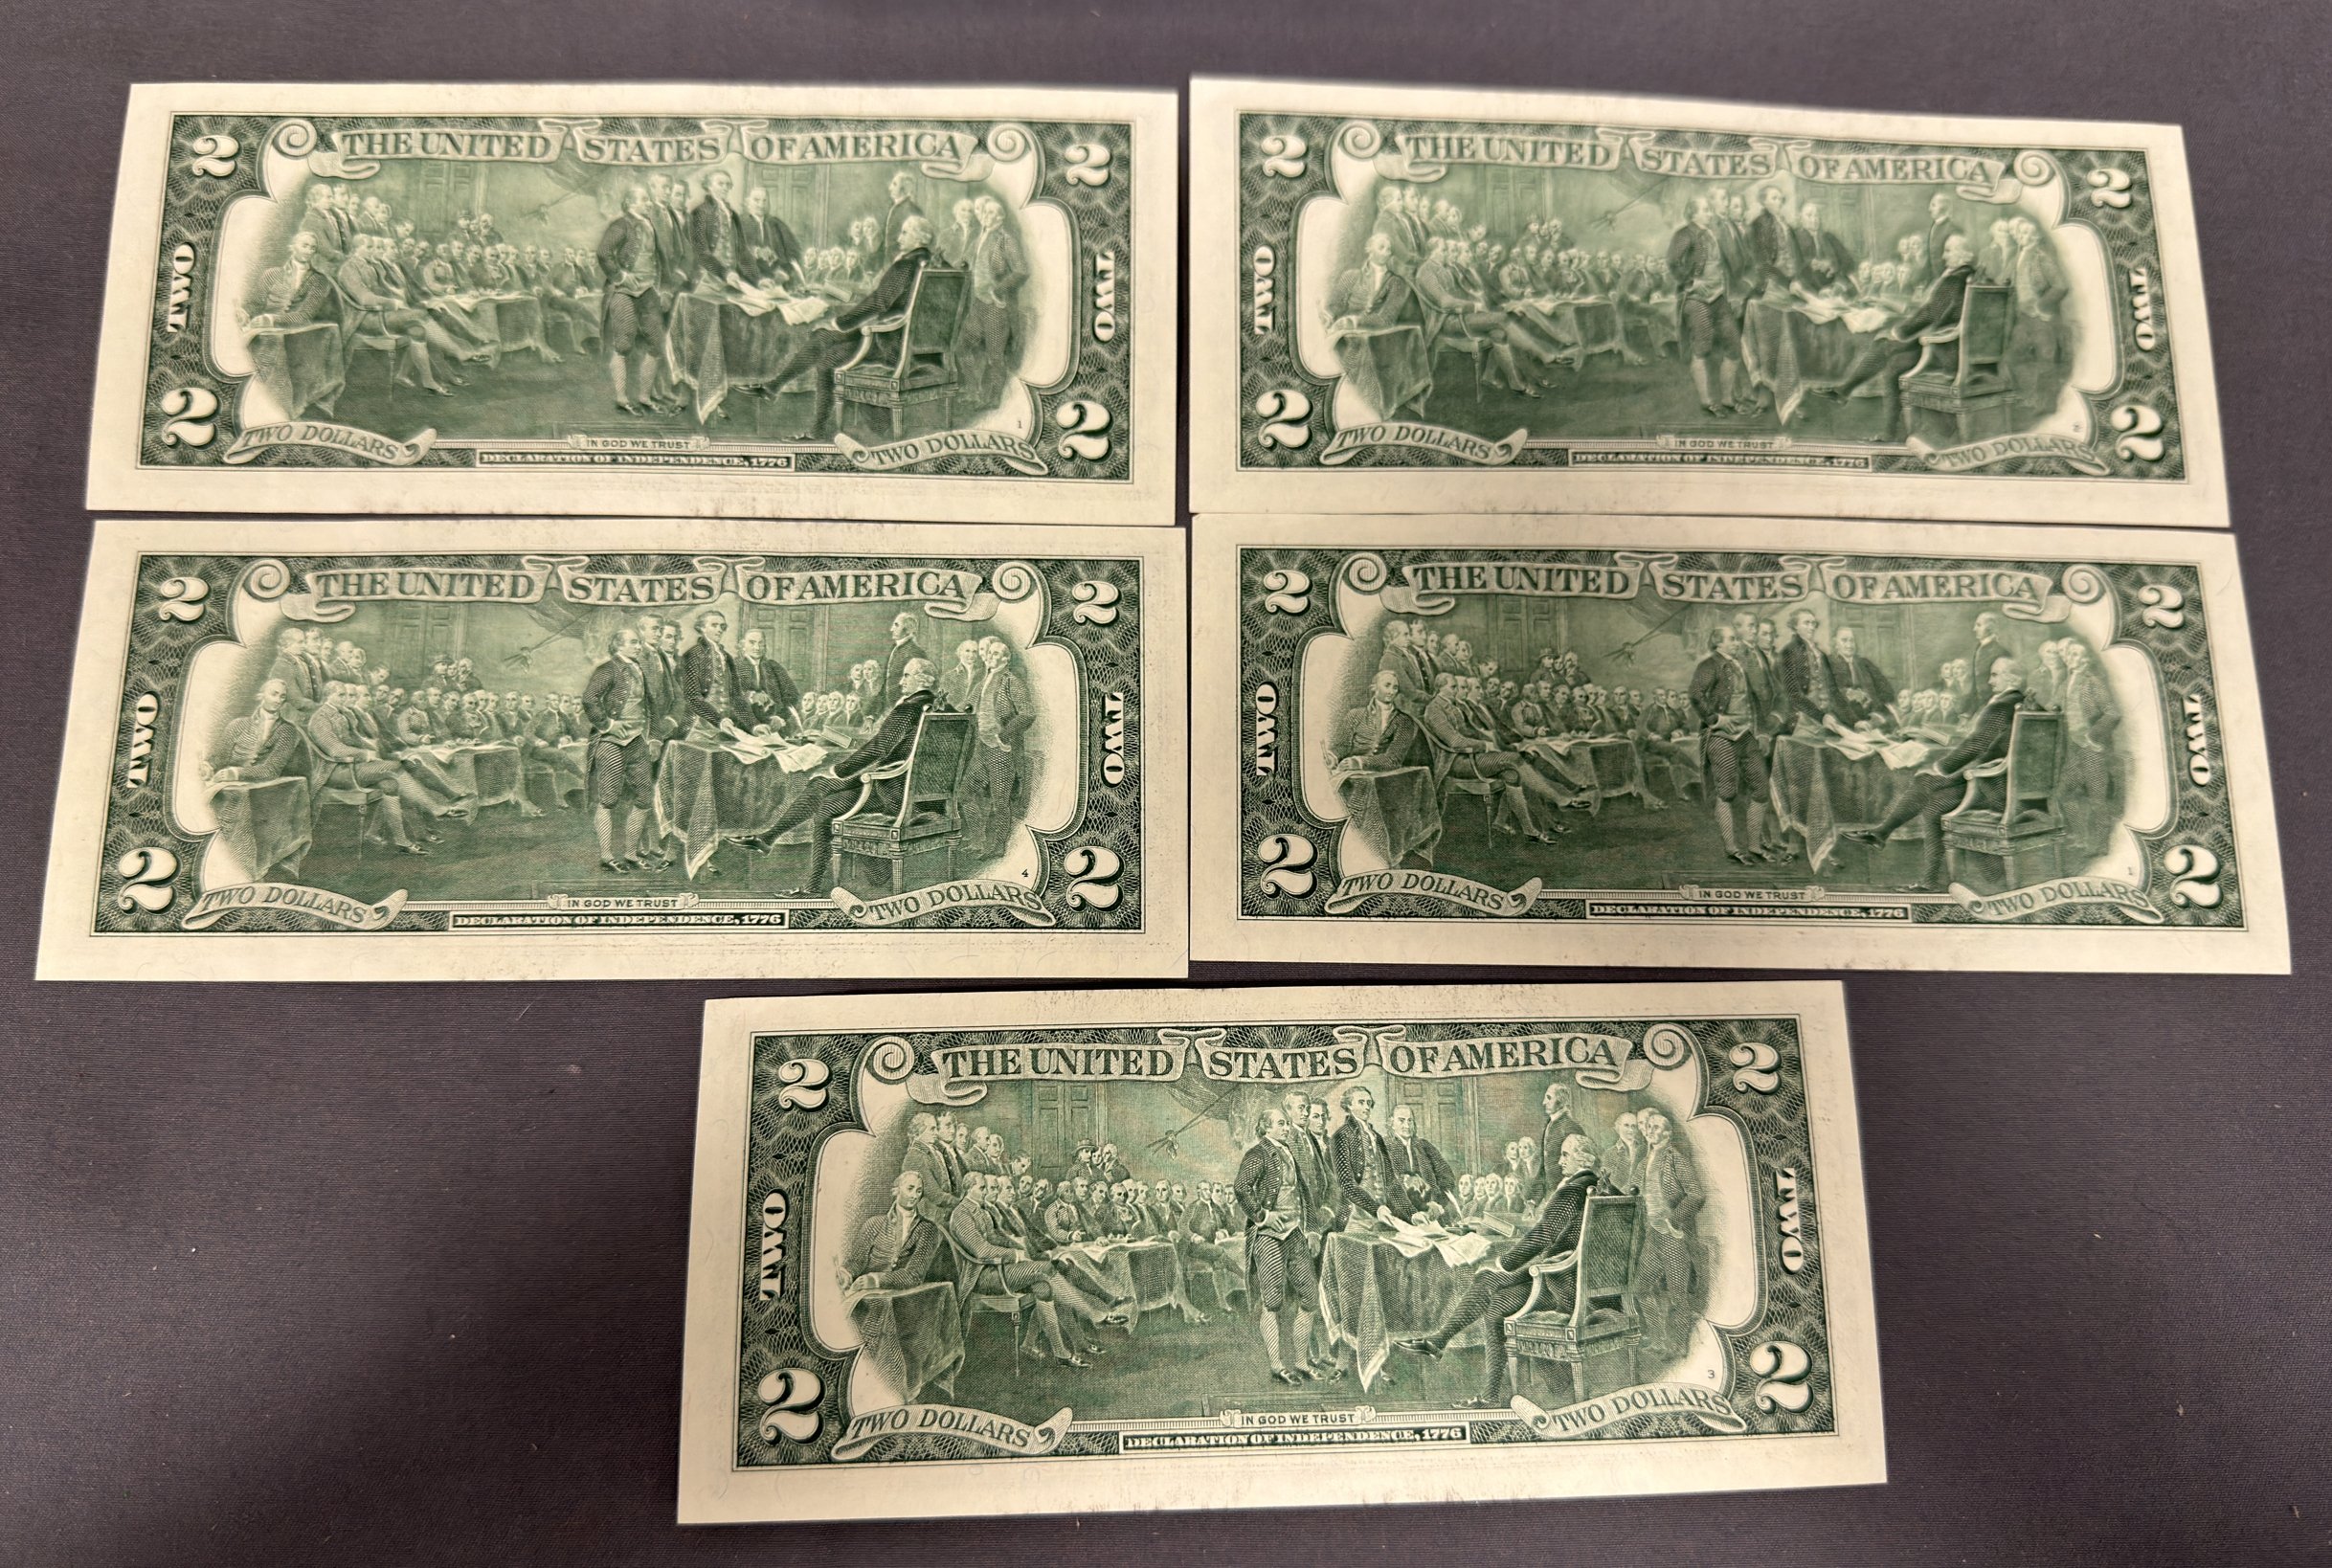 2 THE UNITED STATES OF AMERICA 2
TWO TWO
1
2 TWO DOLLARS IN GOD WE TRUST TWO DOLLARS 2
DECLARATION OF INDEPENDENCE, 1776
2 THE UNITED STATES OF AMERICA 2
TWO TWO
2
2 TWO DOLLARS IN GOD WE TRUST TWO DOLLARS 2
DECLARATION OF INDEPENDENCE, 1776
2 THE UNITED STATES OF AMERICA 2
TWO TWO
4
2 TWO DOLLARS IN GOD WE TRUST TWO DOLLARS 2
DECLARATION OF INDEPENDENCE, 1776
2 THE UNITED STATES OF AMERICA 2
TWO TWO
1
2 TWO DOLLARS IN GOD WE TRUST TWO DOLLARS 2
DECLARATION OF INDEPENDENCE, 1776
2 THE UNITED STATES OF AMERICA 2
TWO TWO
3
2 TWO DOLLARS IN GOD WE TRUST TWO DOLLARS 2
DECLARATION OF INDEPENDENCE, 1776